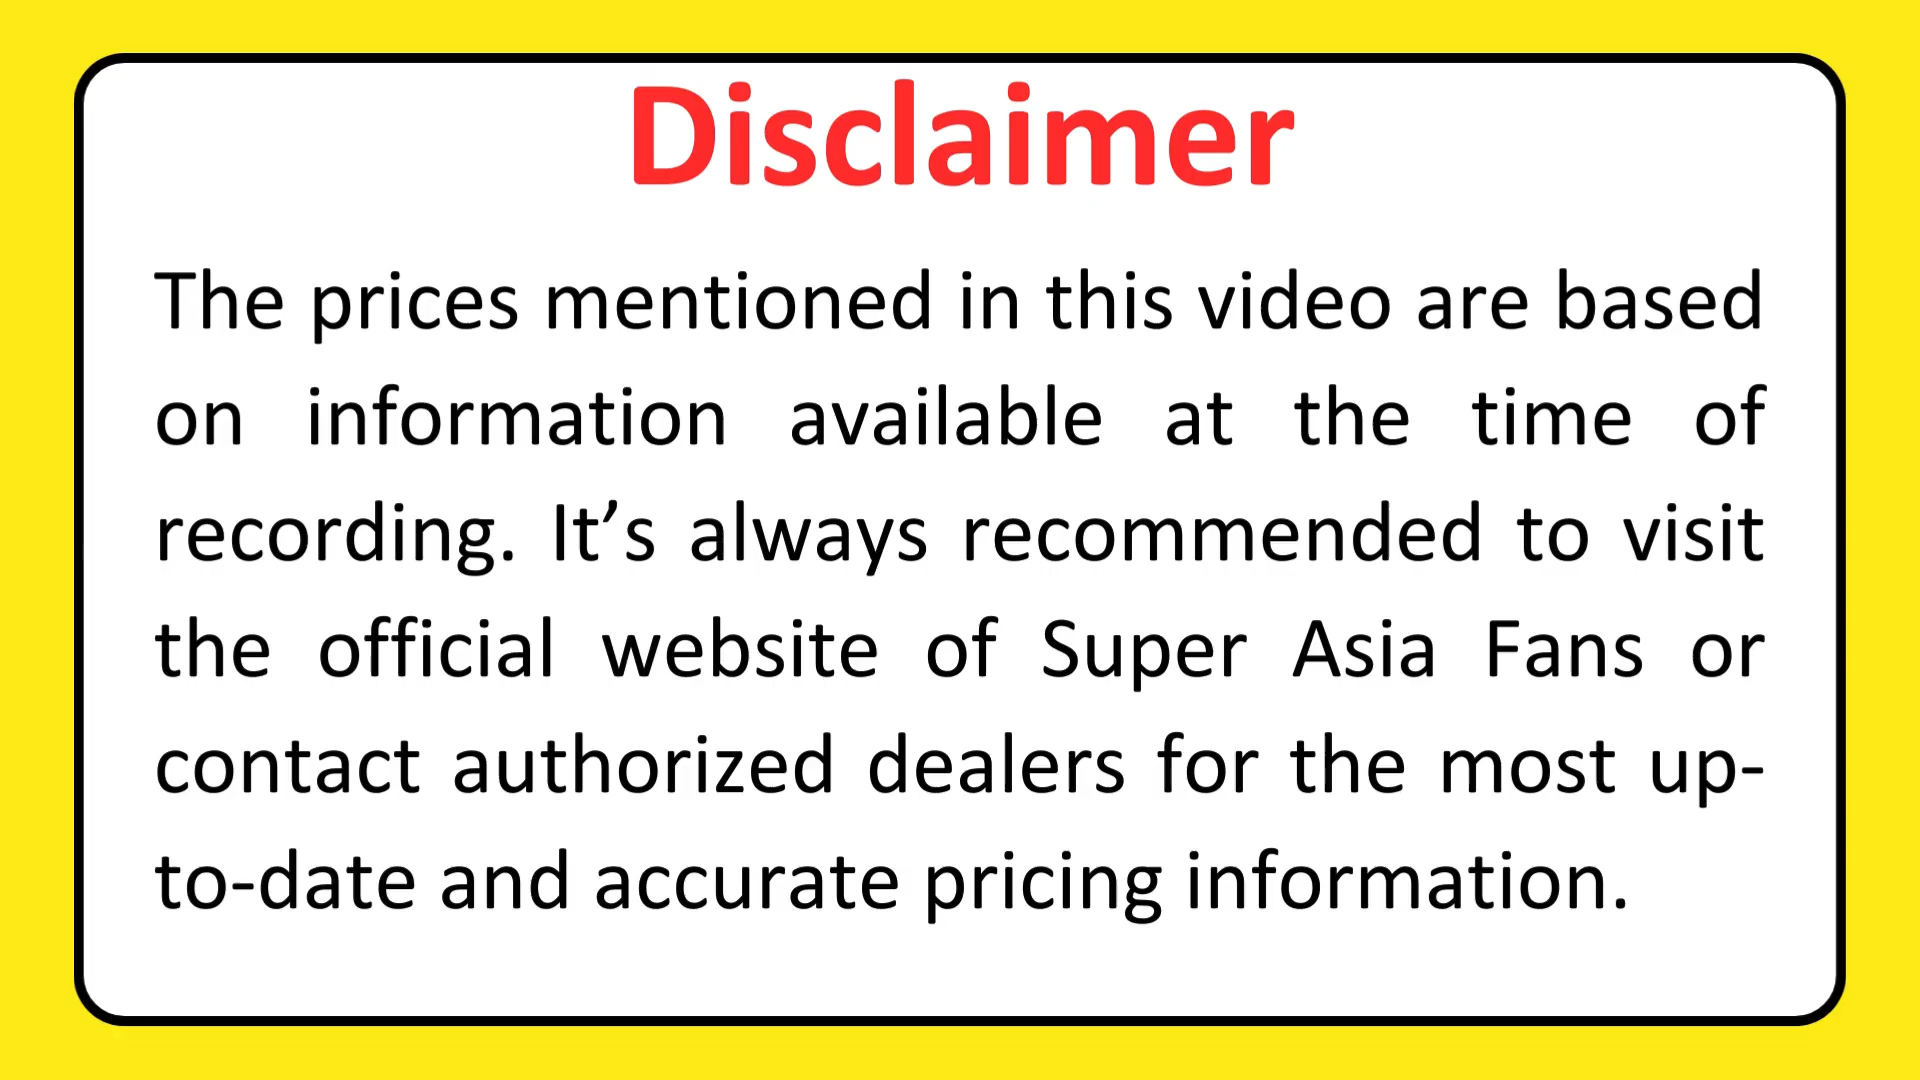 Disclaimer
The prices mentioned in this video are based
on information available at the time of
recording. It’s always recommended to visit
the official website of Super Asia Fans or
contact authorized dealers for the most up-
to-date and accurate pricing information.